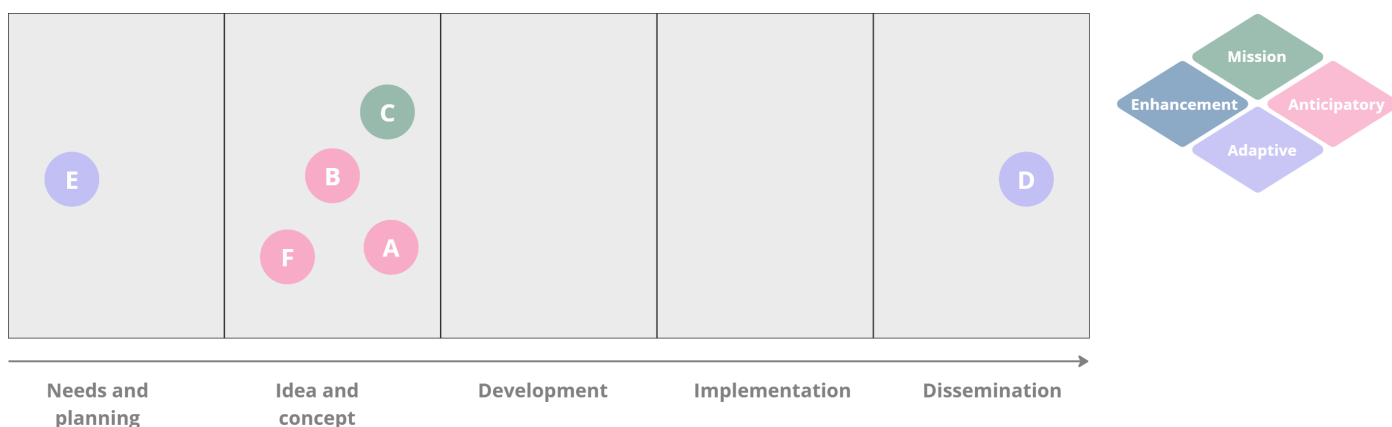 Mission
Enhancement
Anticipatory
Adaptive
C
B
E
D
A
F
Needs and
planning
Idea and
concept
Development
Implementation
Dissemination